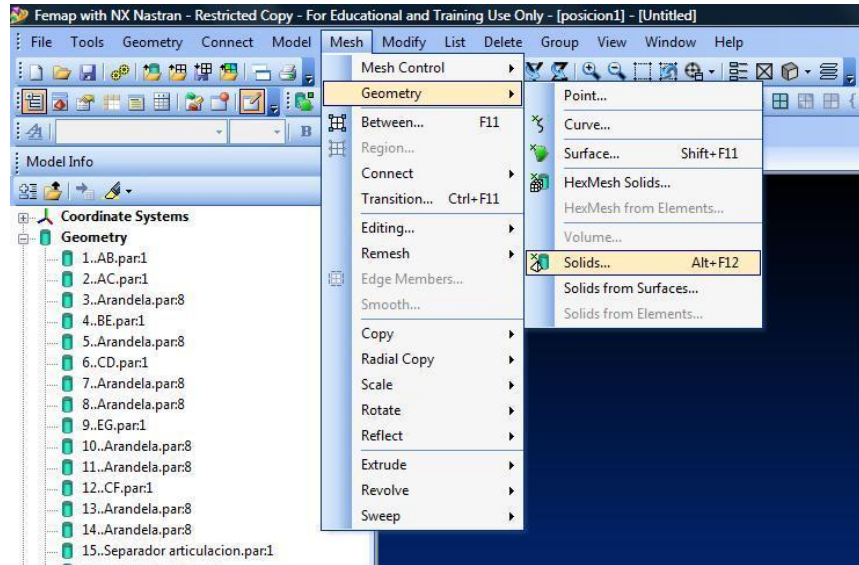 Femap with NX Nastran - Restricted Copy - For Educational and Training Use Only - [posicion1] - [Untitled]
File Tools Geometry Connect Model Mesh Modify List Delete Group View Window Help
Mesh Control
Geometry
Between... F11
Region...
Connect
Transition... Ctrl+F11
Editing...
Remesh
Edge Members...
Smooth...
Copy
Radial Copy
Scale
Rotate
Reflect
Extrude
Revolve
Sweep
Point...
Curve...
Surface... Shift+F11
HexMesh Solids...
HexMesh from Elements...
Volume...
Solids... Alt+F12
Solids from Surfaces...
Solids from Elements...
A B
Model Info
Coordinate Systems
Geometry
1..AB.par:1
2..AC.par:1
3..Arandela.par:8
4..BE.par:1
5..Arandela.par:8
6..CD.par:1
7..Arandela.par:8
8..Arandela.par:8
9..EG.par:1
10..Arandela.par:8
11..Arandela.par:8
12..CF.par:1
13..Arandela.par:8
14..Arandela.par:8
15..Separador articulacion.par:1